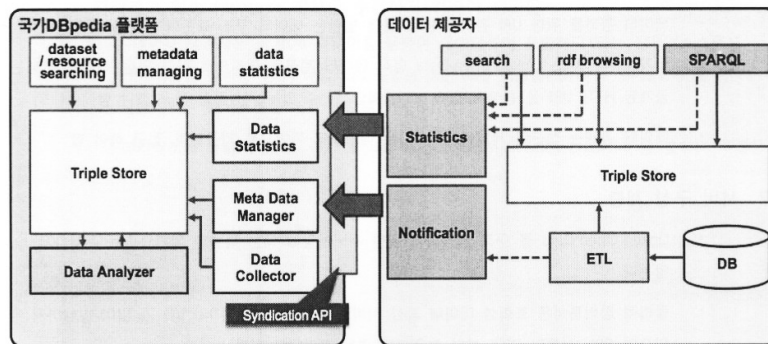 국가DBpedia 플랫폼
dataset
/ resource
searching
metadata
managing
data
statistics
Triple Store
Data
Statistics
Meta Data
Manager
Data
Collector
Data Analyzer
Syndication API
데이터 제공자
search
rdf browsing
SPARQL
Statistics
Triple Store
Notification
ETL
DB